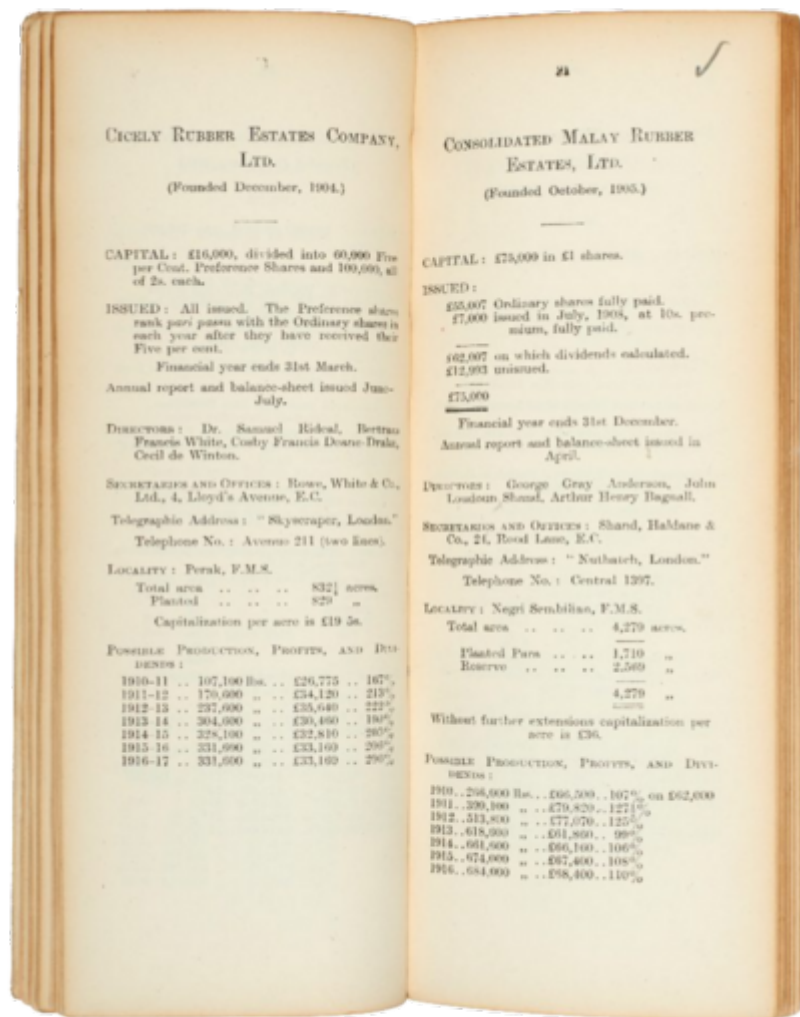 CICELY RUBBER ESTATES COMPANY,
LTD.
(Founded December, 1904.)
CAPITAL : £16,000, divided into 60,000 Five
per Cent. Preference Shares and 100,000, all
of 2s. each.
ISSUED : All issued. The Preference shares
rank pari passu with the Ordinary shares in
each year after they have received their
Five per cent.
Financial year ends 31st March.
Annual report and balance-sheet issued June-
July.
DIRECTORS : Dr. Samuel Rideal, Bertram
Francis White, Cosby Francis Deane-Drake,
Cecil de Winton.
SECRETARIES AND OFFICES : Rowe, White & Co.,
Ltd., 4, Lloyd's Avenue, E.C.
Telegraphic Address : "Skyscraper, London."
Telephone No. : Avenue 211 (two lines).
LOCALITY : Perak, F.M.S.
Total area .. .. .. 832½ acres.
Planted .. .. .. 829 „
Capitalization per acre is £19 5s.
POSSIBLE PRODUCTION, PROFITS, AND DIVI-
DENDS :
1910-11 .. 107,100 lbs. .. £26,775 .. 167%
1911-12 .. 170,600 „ .. £34,120 .. 213%
1912-13 .. 237,600 „ .. £35,640 .. 222%
1913-14 .. 304,600 „ .. £30,460 .. 190%
1914-15 .. 328,100 „ .. £32,810 .. 205%
1915-16 .. 331,600 „ .. £33,160 ..
1916-17 .. 331,600 „ .. £33,160 ..
21
CONSOLIDATED MALAY RUBBER
ESTATES, LTD.
(Founded October, 1905.)
CAPITAL : £75,000 in £1 shares.
ISSUED :
£55,007 Ordinary shares fully paid.
£7,000 issued in July, 1908, at 10s. pre-
mium, fully paid.
£62,007 on which dividends calculated.
£12,993 unissued.
£75,000
Financial year ends 31st December.
Annual report and balance-sheet issued in
April.
DIRECTORS : George Gray Anderson, John
Loudoun Shand, Arthur Henry Bagnall.
SECRETARIES AND OFFICES : Shand, Haldane &
Co., 24, Rood Lane, E.C.
Telegraphic Address : "Nuthatch, London."
Telephone No. : Central 1397.
LOCALITY : Negri Sembilan, F.M.S.
Total area .. .. .. 4,279 acres.
Planted Para .. .. 1,710 „
Reserve .. .. .. 2,569 „
4,279 „
Without further extensions capitalization per
acre is £36.
POSSIBLE PRODUCTION, PROFITS, AND DIVI-
DENDS :
1910..266,000 lbs...£66,500..107% on £62,000
1911..399,100 „ ..£79,820..127½%
1912..513,800 „ ..£77,070..125%
1913..618,600 „ ..£61,860.. 99%
1914..661,600 „ ..£66,160..106%
1915..674,000 „ ..£67,400..108%
1916..684,000 „ ..£68,400..110%